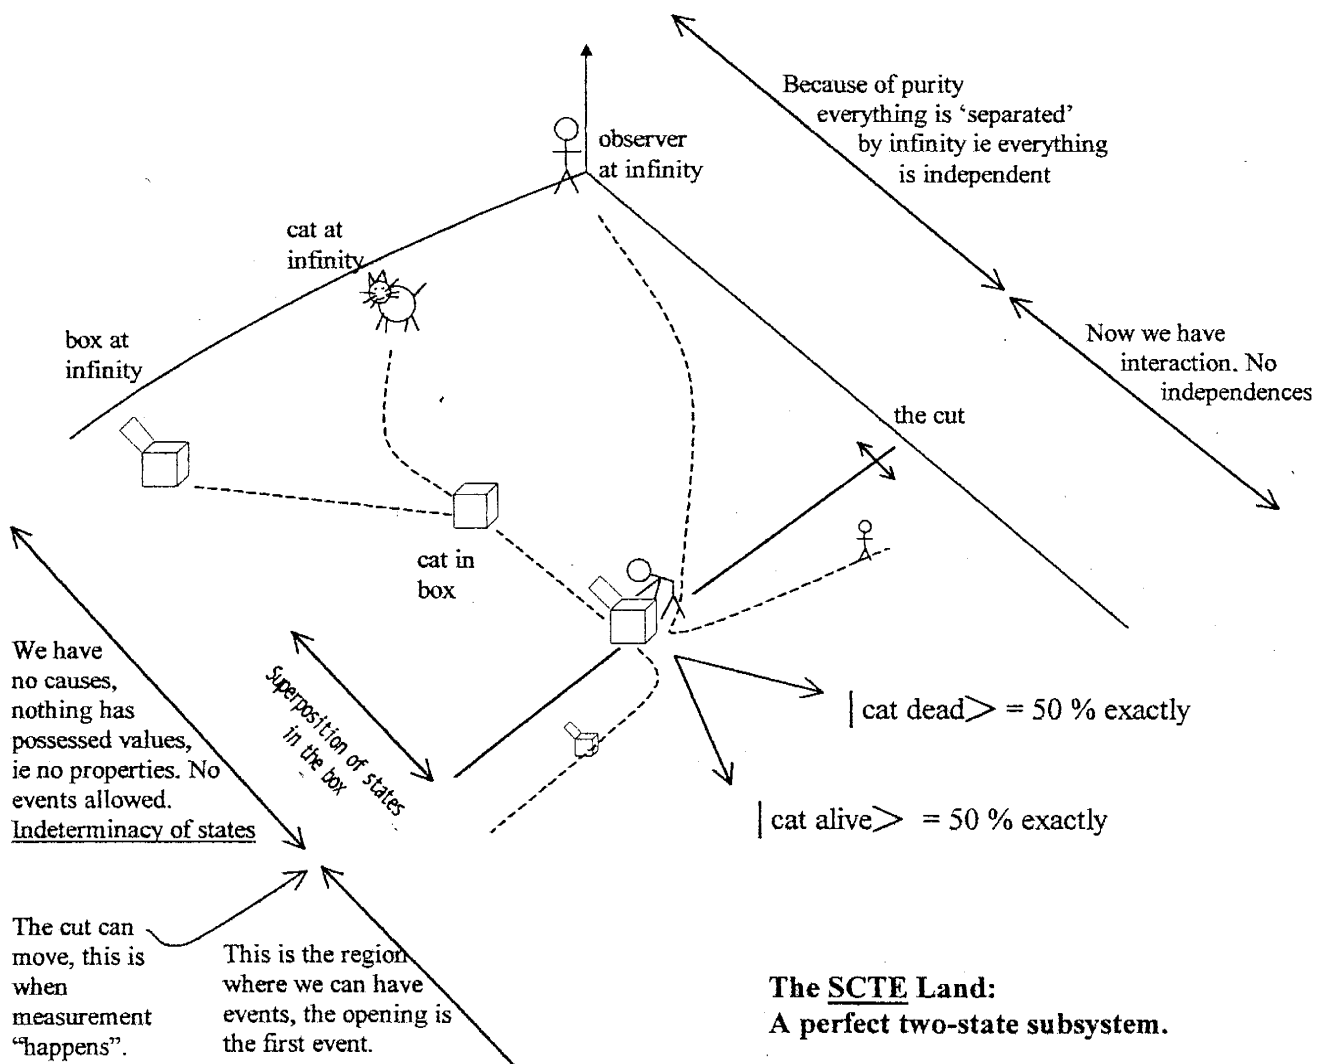 Because of purity
everything is ‘separated’
by infinity ie everything
is independent
observer
at infinity
cat at
infinity
box at
infinity
Now we have
interaction. No
independences
the cut
cat in
box
We have
no causes,
nothing has
possessed values,
ie no properties. No
events allowed.
Indeterminacy of states
Superposition of states
in the box
|cat dead> = 50 % exactly
|cat alive> = 50 % exactly
The cut can
move, this is
when
measurement
“happens”.
This is the region
where we can have
events, the opening is
the first event.
The SCTE Land:
A perfect two-state subsystem.